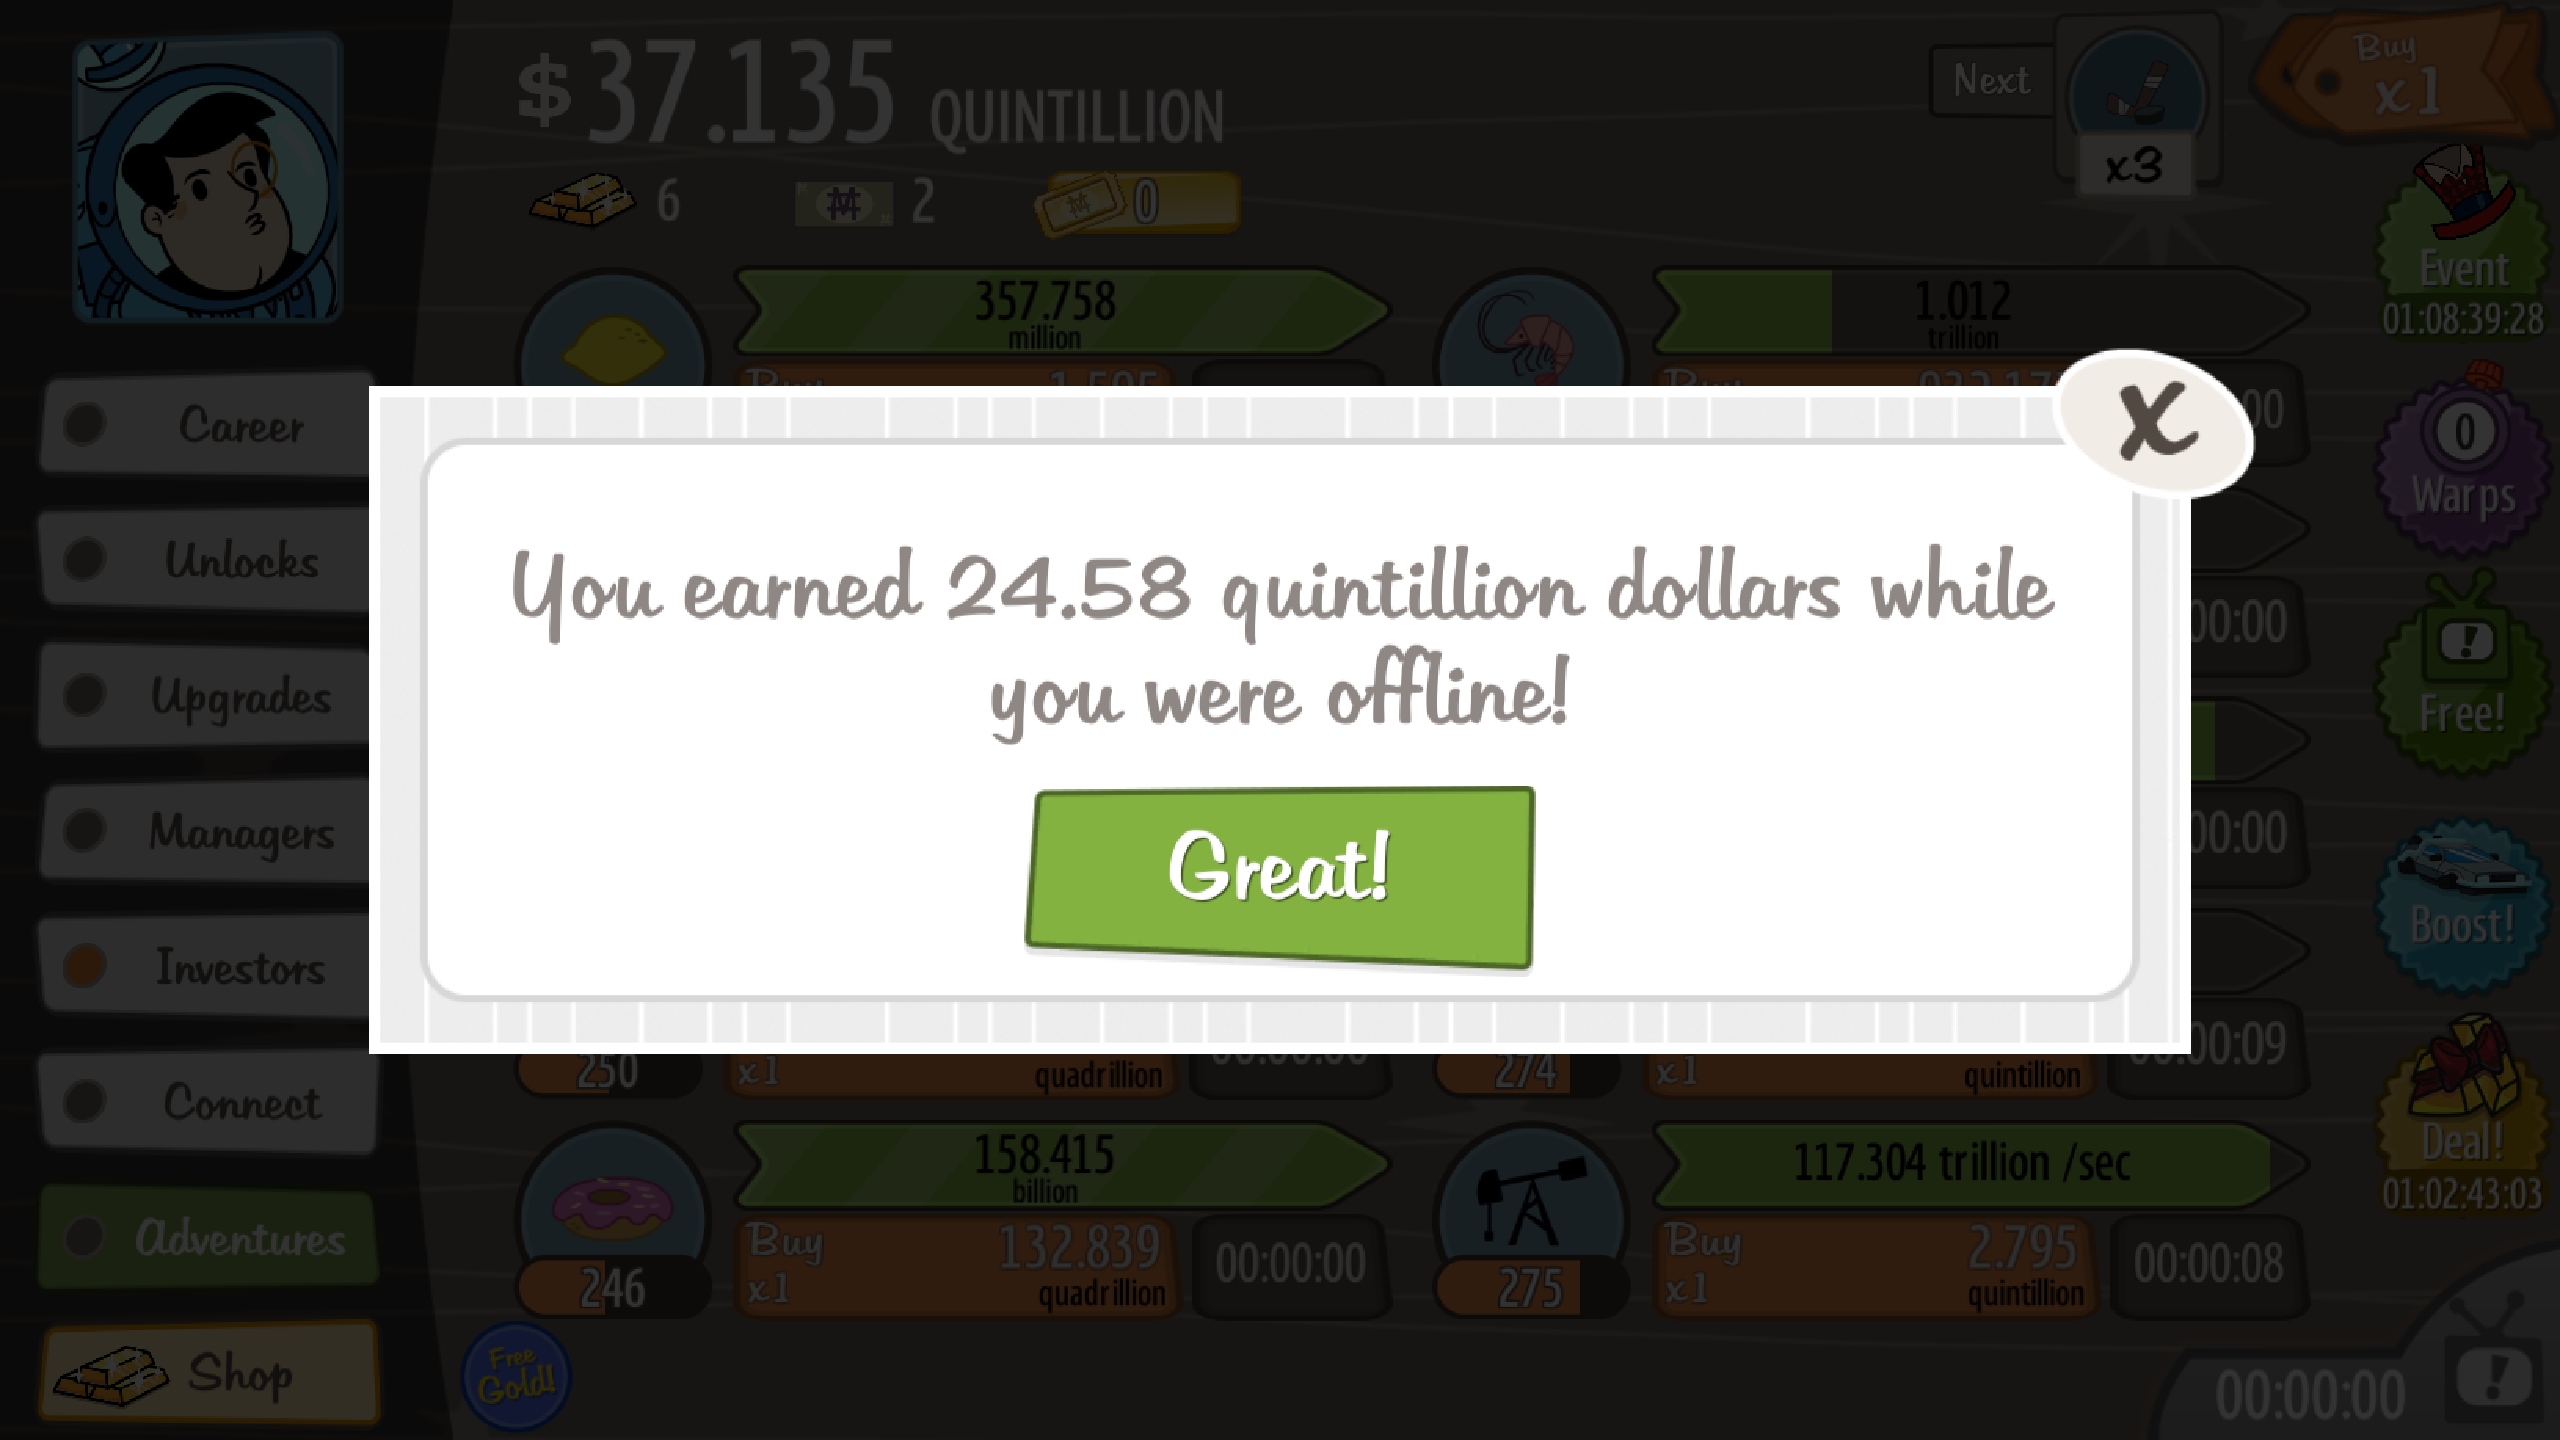 $37.135 QUINTILLION
Next
x3
Buy
x1
6
2
0
Event
01:08:39:28
357.758
million
1.012
trillion
Buy
Buy
X
0
Warps
Free!
Boost!
Deal!
01:02:43:03
Career
Unlocks
Upgrades
Managers
Investors
Connect
Adventures
Shop
You earned 24.58 quintillion dollars while
you were offline!
Great!
250
x1
quadrillion
274
x1
quintillion
00:09
158.415
billion
Buy
x1
132.839
quadrillion
00:00:00
246
117.304 trillion /sec
Buy
x1
2.795
quintillion
00:00:08
275
Free
Gold!
!
00:00:00